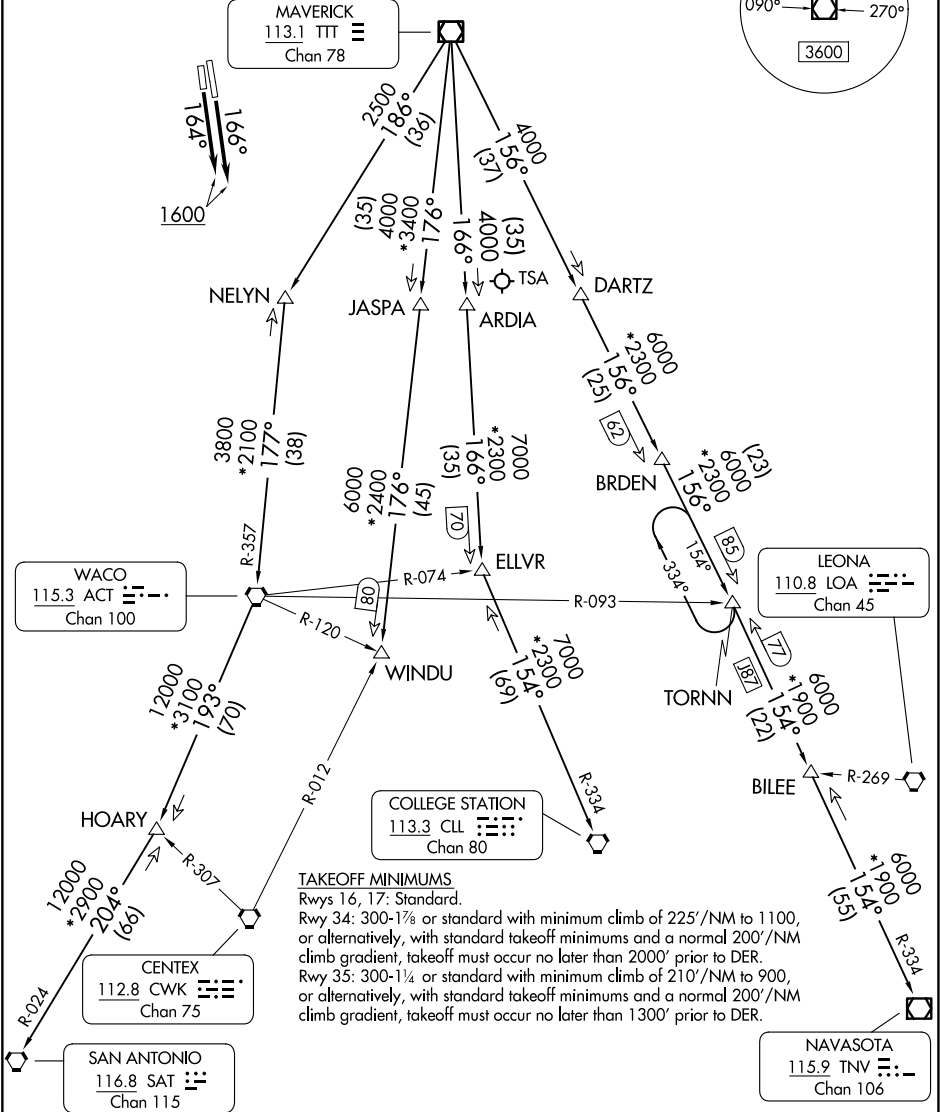 MAVERICK
113.1 TTT
Chan 78
090°
270°
3600
164°
166°
1600
2500
186°
(36)
(35)
4000
*3400
176°
166°
4000
(35)
4000
156°
(37)
TSA
NELYN
JASPA
ARDIA
DARTZ
3800
*2100
177°
(38)
6000
*2400
176°
(45)
7000
*2300
166°
(35)
6000
*2300
156°
(25)
62
BRDEN
(23)
6000
*2300
156°
70
80
85
154°
334°
R-357
WACO
115.3 ACT
Chan 100
R-074
ELLVR
R-093
R-120
WINDU
LEONA
110.8 LOA
Chan 45
TORNN
77
J87
6000
*1900
154°
(22)
12000
*3100
193°
(70)
7000
*2300
154°
(69)
R-012
R-334
BILEE
R-269
HOARY
R-307
COLLEGE STATION
113.3 CLL
Chan 80
12000
*2900
204°
(66)
R-024
6000
*1900
154°
(55)
R-334
TAKEOFF MINIMUMS
Rwys 16, 17: Standard.
Rwy 34: 300-1⅞ or standard with minimum climb of 225'/NM to 1100,
or alternatively, with standard takeoff minimums and a normal 200'/NM
climb gradient, takeoff must occur no later than 2000' prior to DER.
Rwy 35: 300-1¼ or standard with minimum climb of 210'/NM to 900,
or alternatively, with standard takeoff minimums and a normal 200'/NM
climb gradient, takeoff must occur no later than 1300' prior to DER.
CENTEX
112.8 CWK
Chan 75
SAN ANTONIO
116.8 SAT
Chan 115
NAVASOTA
115.9 TNV
Chan 106